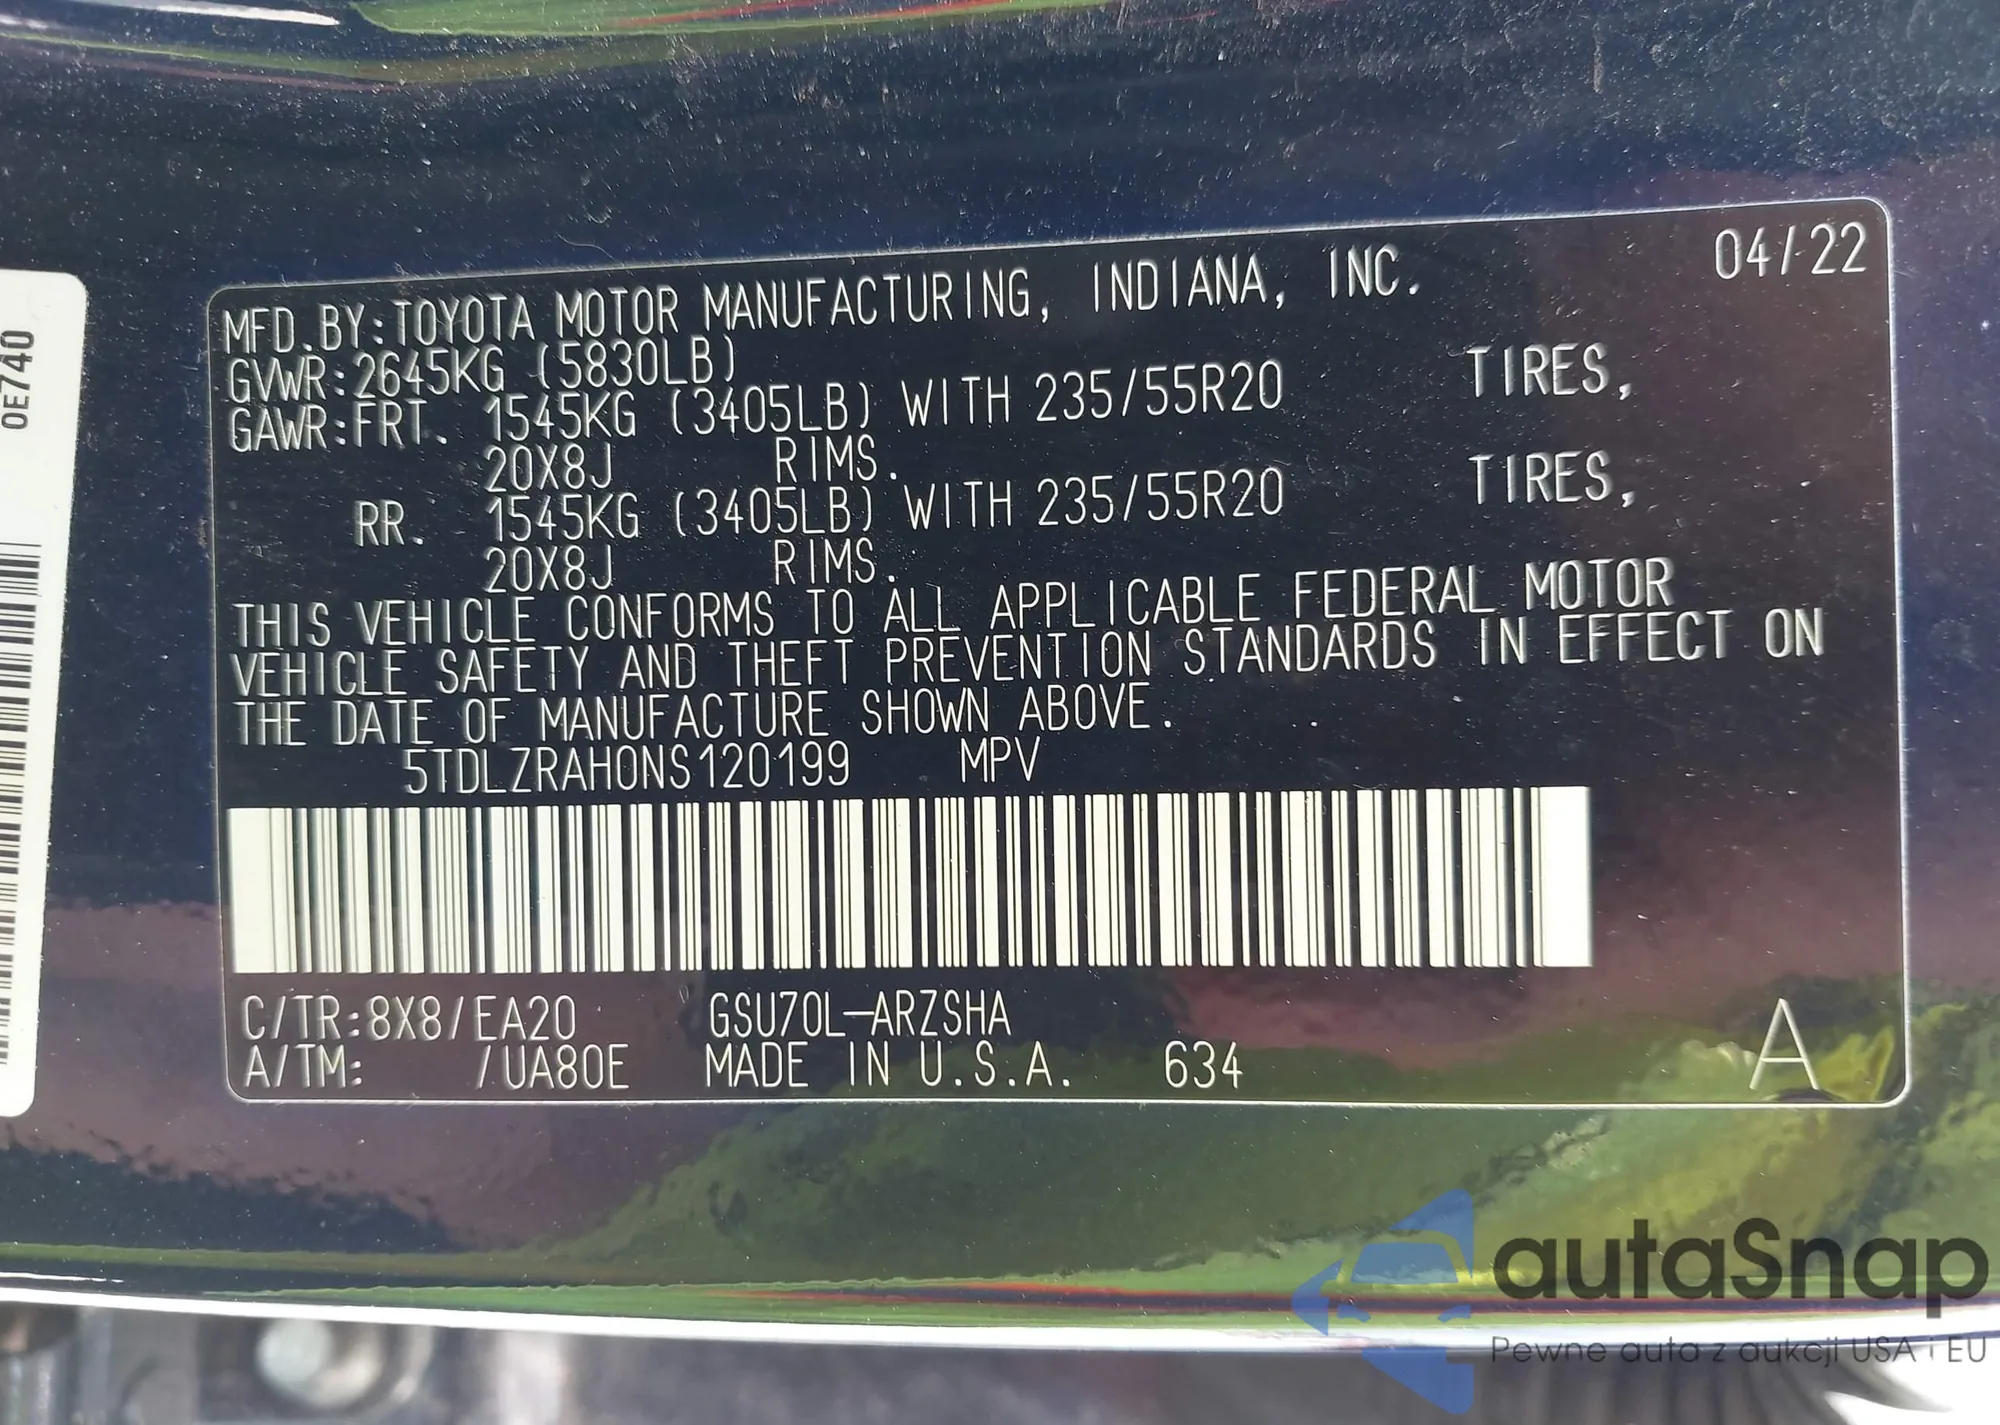 04/22
MFD.BY:TOYOTA MOTOR MANUFACTURING, INDIANA, INC.
GVWR:2645KG (5830LB)
GAWR:FRT. 1545KG (3405LB) WITH 235/55R20 TIRES,
20X8J RIMS.
RR. 1545KG (3405LB) WITH 235/55R20 TIRES,
20X8J RIMS.
THIS VEHICLE CONFORMS TO ALL APPLICABLE FEDERAL MOTOR
VEHICLE SAFETY AND THEFT PREVENTION STANDARDS IN EFFECT ON
THE DATE OF MANUFACTURE SHOWN ABOVE.
5TDLZRAH0NS120199 MPV
C/TR:8X8/EA20 GSU70L-ARZSHA
A/TM: /UA80E MADE IN U.S.A. 634 A
0E740
autaSnap
Pewne auta z aukcji USA i EU